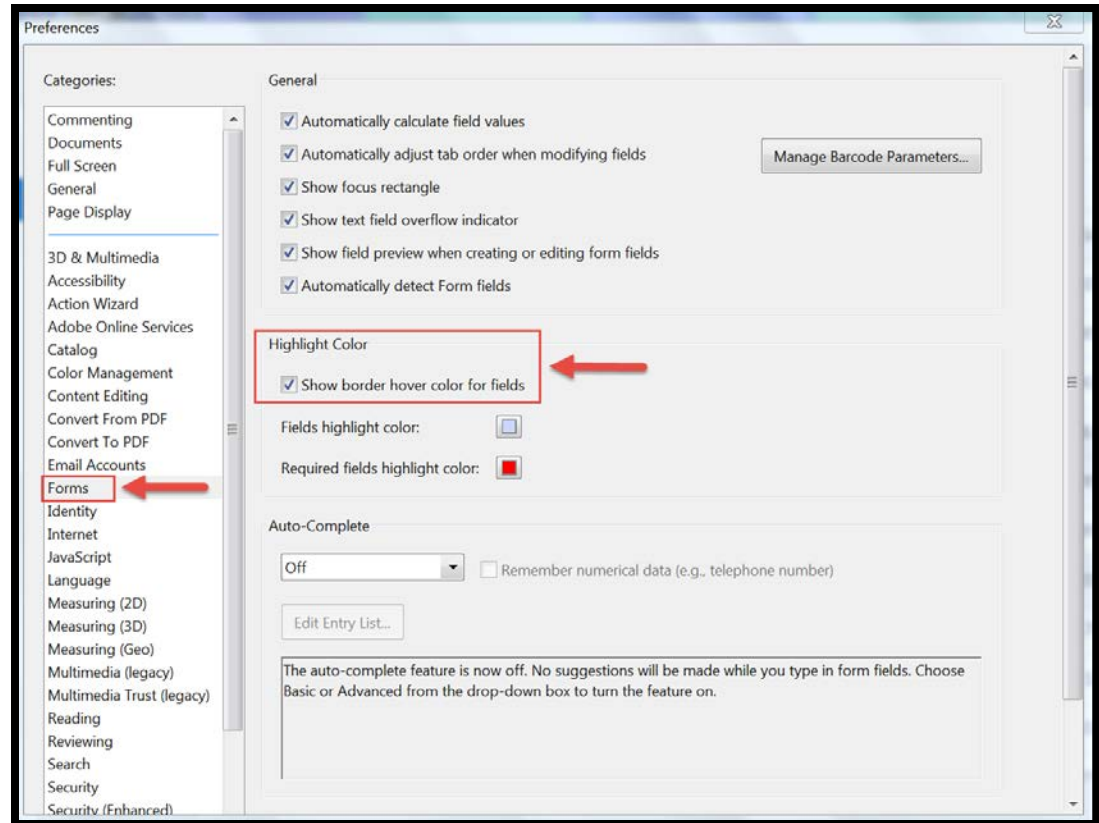 Preferences
Categories:
Commenting
Documents
Full Screen
General
Page Display
3D & Multimedia
Accessibility
Action Wizard
Adobe Online Services
Catalog
Color Management
Content Editing
Convert From PDF
Convert To PDF
Email Accounts
Forms
Identity
Internet
JavaScript
Language
Measuring (2D)
Measuring (3D)
Measuring (Geo)
Multimedia (legacy)
Multimedia Trust (legacy)
Reading
Reviewing
Search
Security
Security (Enhanced)
General
Automatically calculate field values
Automatically adjust tab order when modifying fields
Manage Barcode Parameters...
Show focus rectangle
Show text field overflow indicator
Show field preview when creating or editing form fields
Automatically detect Form fields
Highlight Color
Show border hover color for fields
Fields highlight color:
Required fields highlight color:
Auto-Complete
Off
Remember numerical data (e.g., telephone number)
Edit Entry List...
The auto-complete feature is now off. No suggestions will be made while you type in form fields. Choose
Basic or Advanced from the drop-down box to turn the feature on.